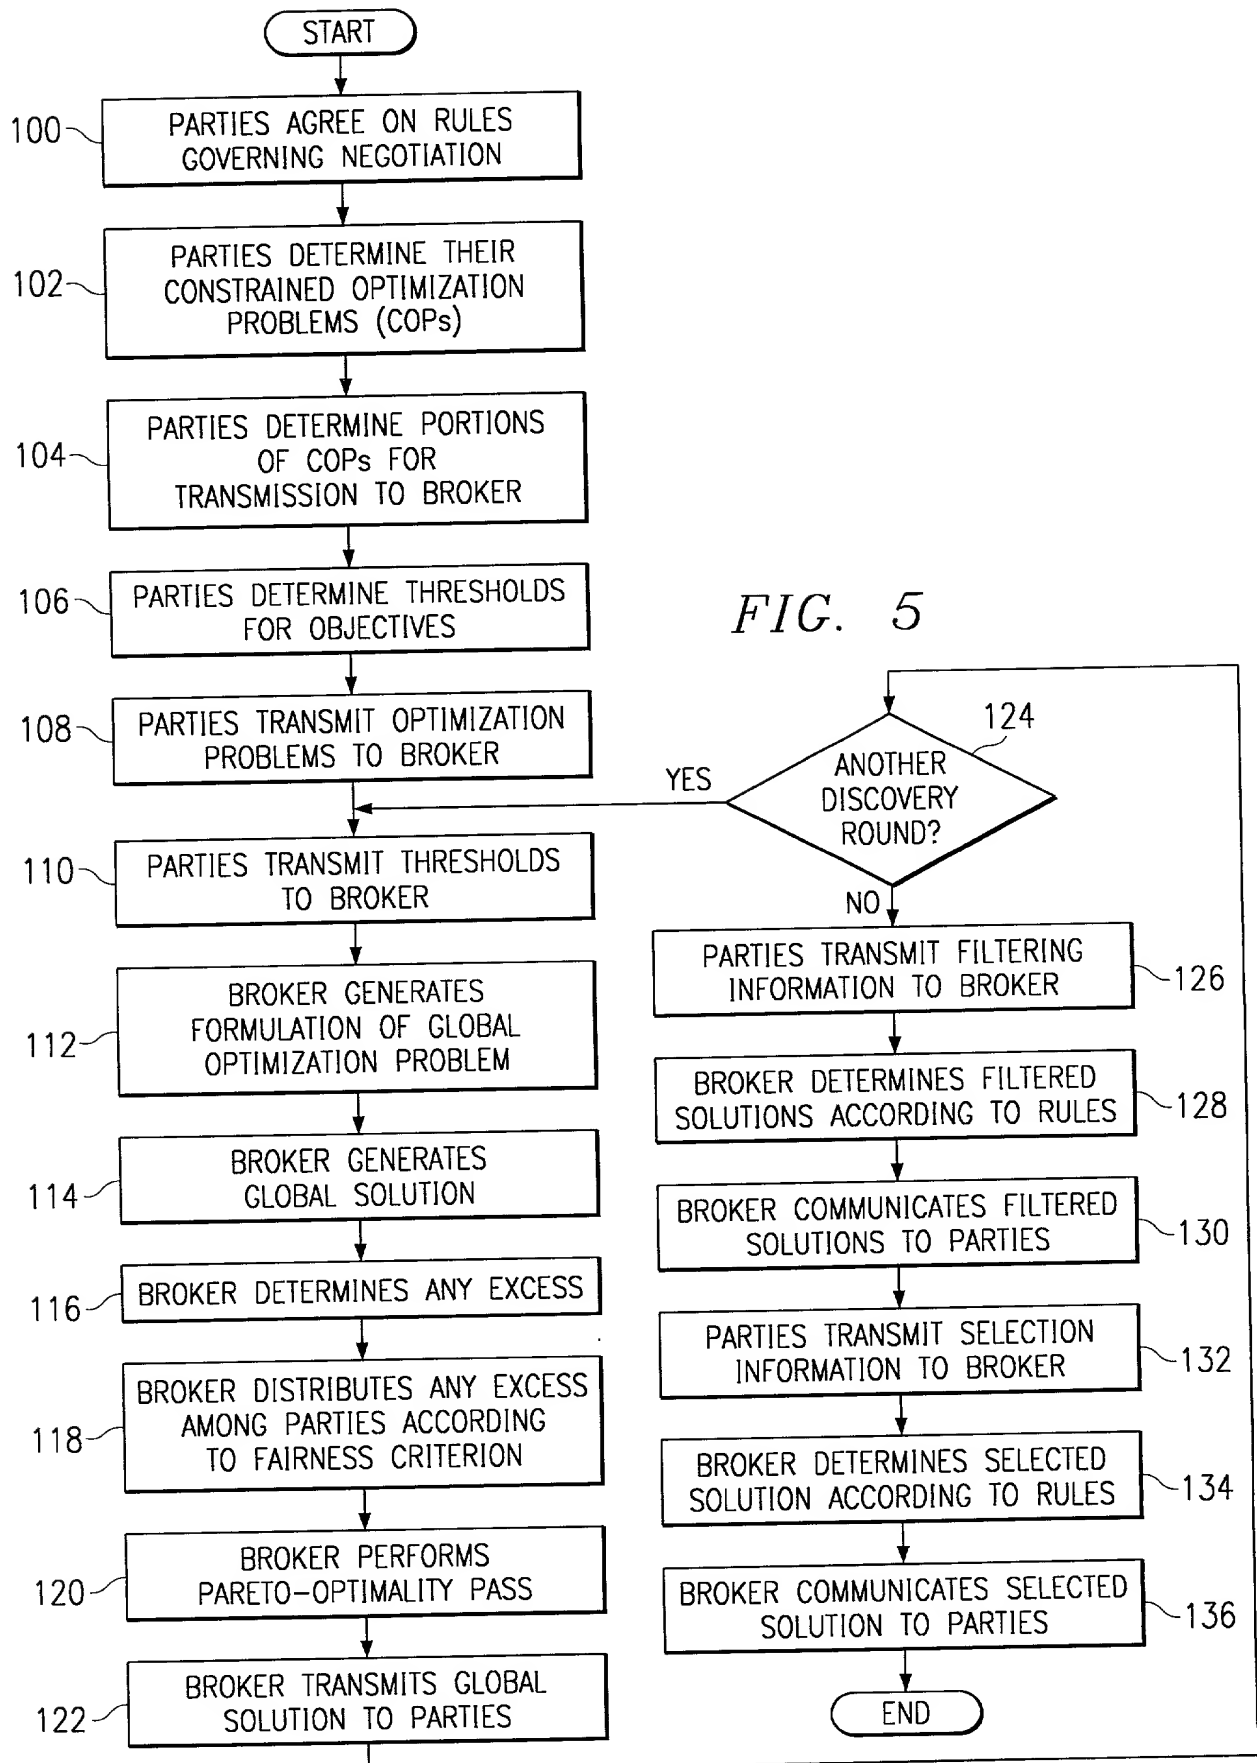 START
100
PARTIES AGREE ON RULES
GOVERNING NEGOTIATION
102
PARTIES DETERMINE THEIR
CONSTRAINED OPTIMIZATION
PROBLEMS (COPs)
104
PARTIES DETERMINE PORTIONS
OF COPs FOR
TRANSMISSION TO BROKER
106
PARTIES DETERMINE THRESHOLDS
FOR OBJECTIVES
108
PARTIES TRANSMIT OPTIMIZATION
PROBLEMS TO BROKER
110
PARTIES TRANSMIT THRESHOLDS
TO BROKER
112
BROKER GENERATES
FORMULATION OF GLOBAL
OPTIMIZATION PROBLEM
114
BROKER GENERATES
GLOBAL SOLUTION
116
BROKER DETERMINES ANY EXCESS
118
BROKER DISTRIBUTES ANY EXCESS
AMONG PARTIES ACCORDING
TO FAIRNESS CRITERION
120
BROKER PERFORMS
PARETO-OPTIMALITY PASS
122
BROKER TRANSMITS GLOBAL
SOLUTION TO PARTIES
FIG. 5
124
ANOTHER
DISCOVERY
ROUND?
YES
NO
PARTIES TRANSMIT FILTERING
INFORMATION TO BROKER
126
BROKER DETERMINES FILTERED
SOLUTIONS ACCORDING TO RULES
128
BROKER COMMUNICATES FILTERED
SOLUTIONS TO PARTIES
130
PARTIES TRANSMIT SELECTION
INFORMATION TO BROKER
132
BROKER DETERMINES SELECTED
SOLUTION ACCORDING TO RULES
134
BROKER COMMUNICATES SELECTED
SOLUTION TO PARTIES
136
END